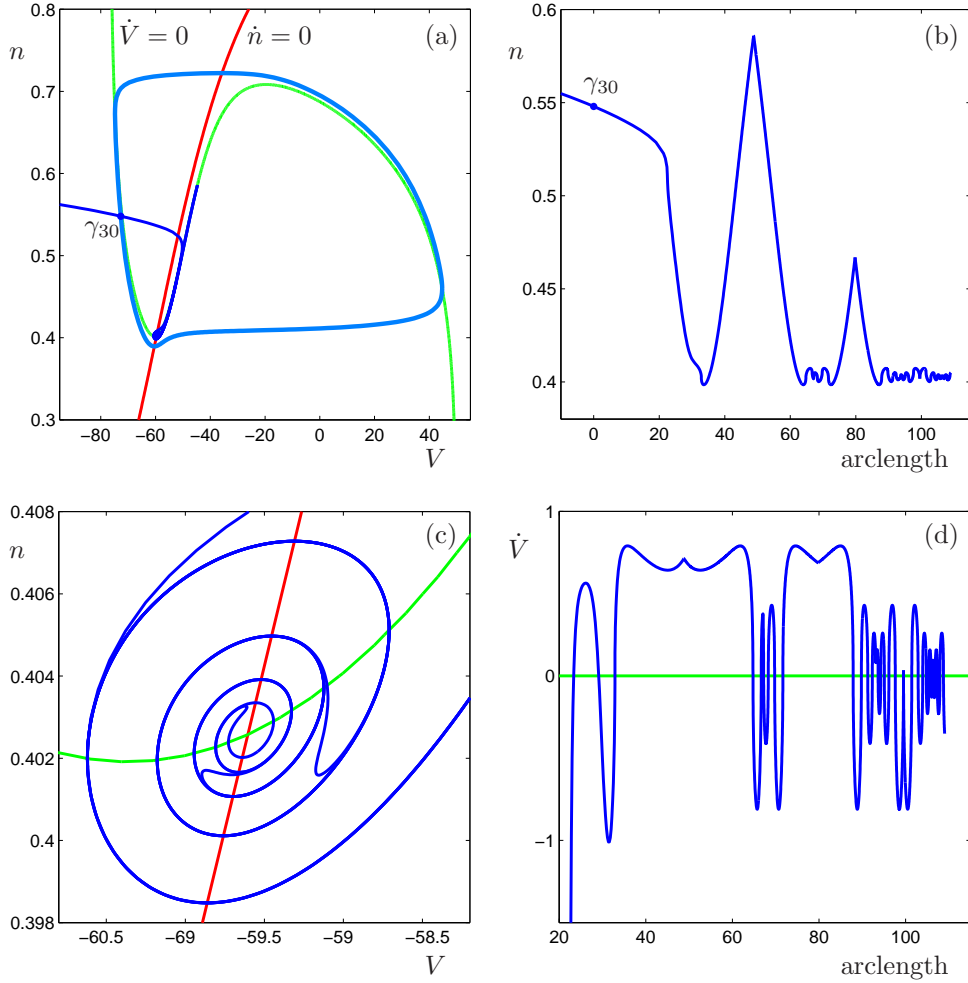 (a)
V̇ = 0
ṅ = 0
n
0.8
0.7
0.6
0.5
0.4
0.3
γ30
−80 −60 −40 −20 0 20 40
V
(b)
n
0.6
0.55
0.5
0.45
0.4
γ30
0 20 40 60 80 100
arclength
(c)
n
0.408
0.406
0.404
0.402
0.4
0.398
−60.5 −69 −59.5 −59 −58.5
V
(d)
V̇
1
0
−1
20 40 60 80 100
arclength